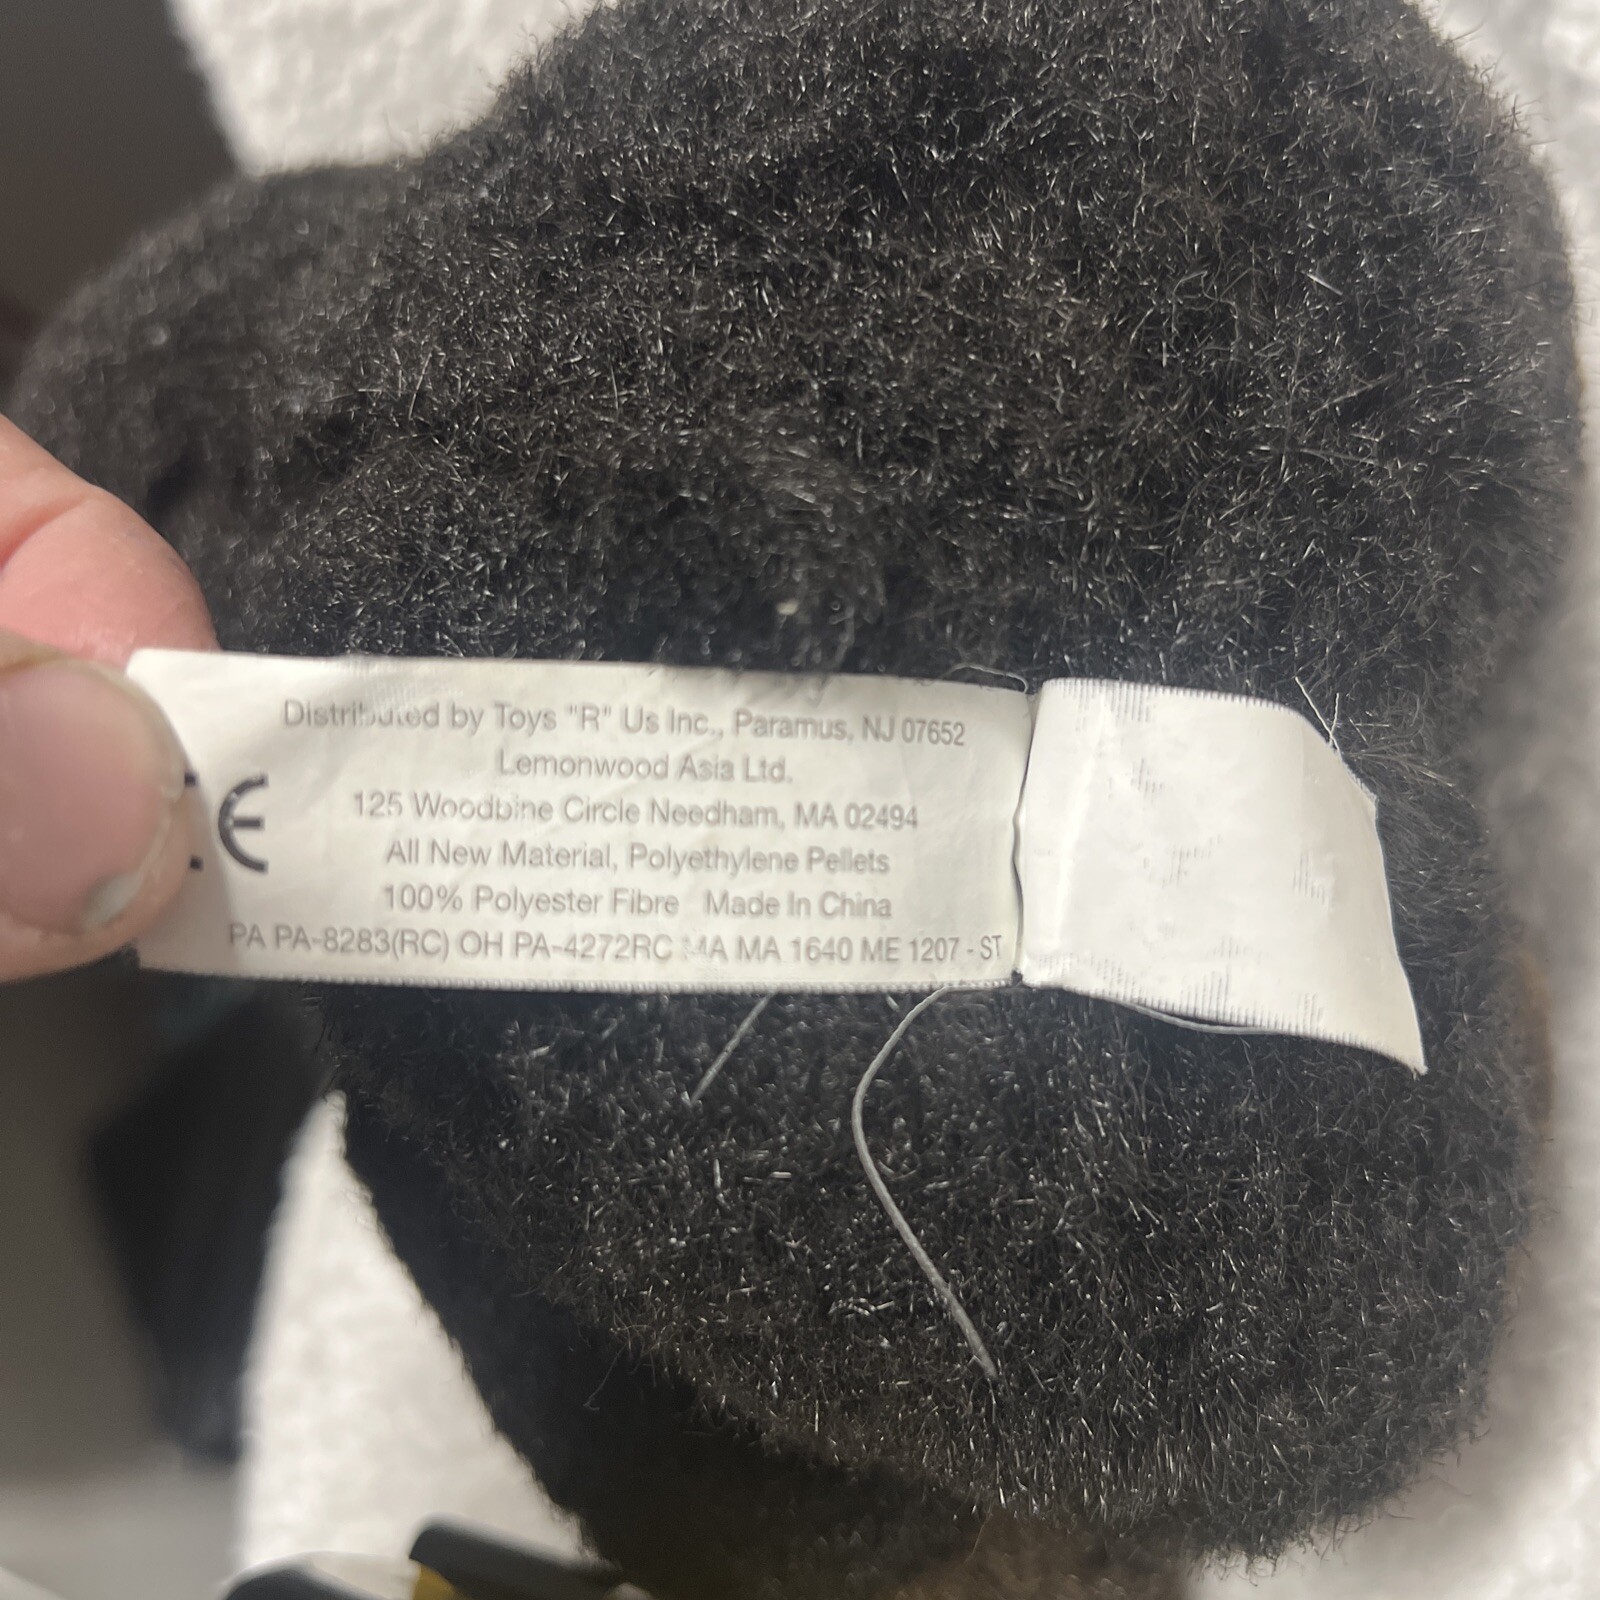 Distributed by Toys "R" Us Inc., Paramus, NJ 07652
Lemonwood Asia Ltd.
125 Woodbine Circle Needham, MA 02494
All New Material, Polyethylene Pellets
100% Polyester Fibre Made In China
PA PA-8283(RC) OH PA-4272RC MA MA 1640 ME 1207 - ST
CE